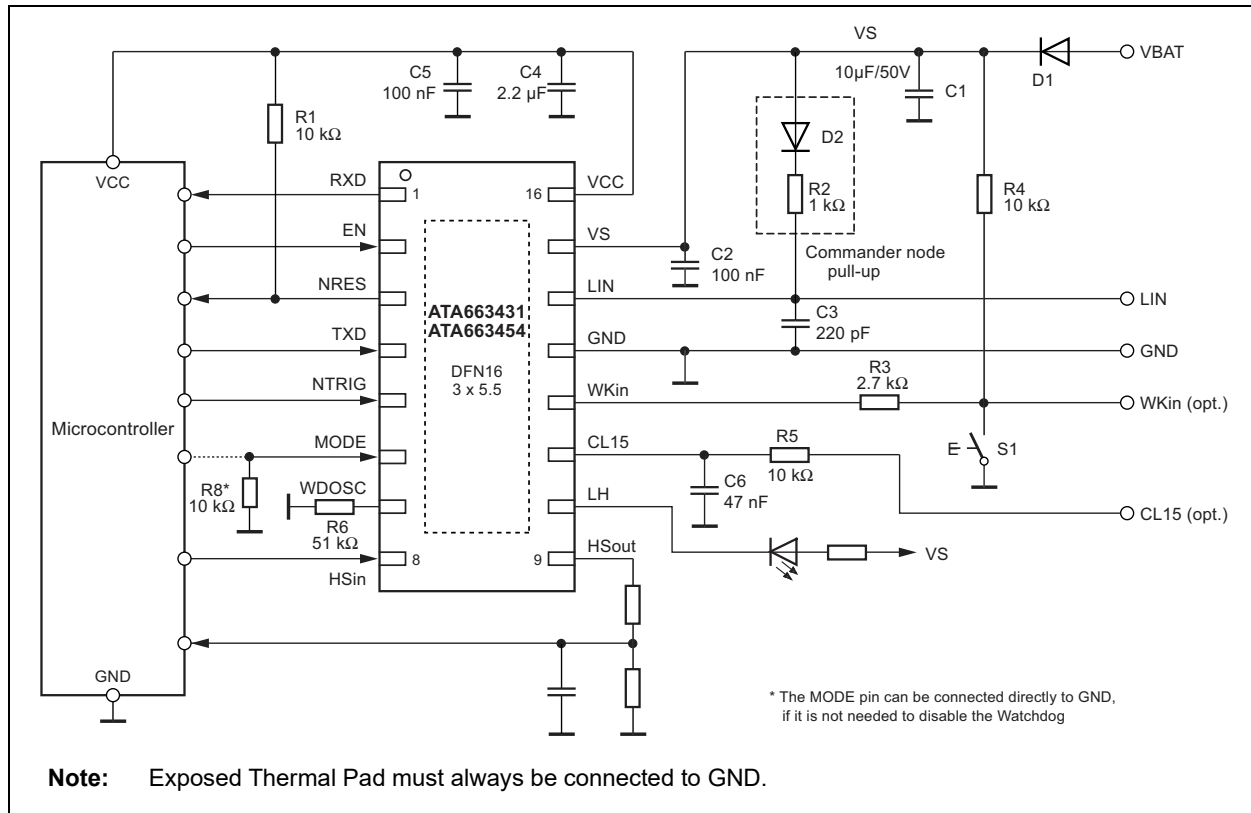 VS
VBAT
D1
10µF/50V
C1
C5
100 nF
C4
2.2 µF
R1
10 kΩ
D2
R2
1 kΩ
R4
10 kΩ
Commander node
pull-up
VCC
RXD
1
16
VCC
EN
VS
C2
100 nF
NRES
LIN
LIN
ATA663431
ATA663454
C3
220 pF
TXD
GND
GND
DFN16
3 x 5.5
NTRIG
WKin
R3
2.7 kΩ
WKin (opt.)
Microcontroller
MODE
CL15
R5
10 kΩ
E
S1
R8*
10 kΩ
WDOSC
C6
47 nF
LH
CL15 (opt.)
R6
51 kΩ
HSin
8
9
HSout
VS
GND
* The MODE pin can be connected directly to GND,
if it is not needed to disable the Watchdog
Note: Exposed Thermal Pad must always be connected to GND.